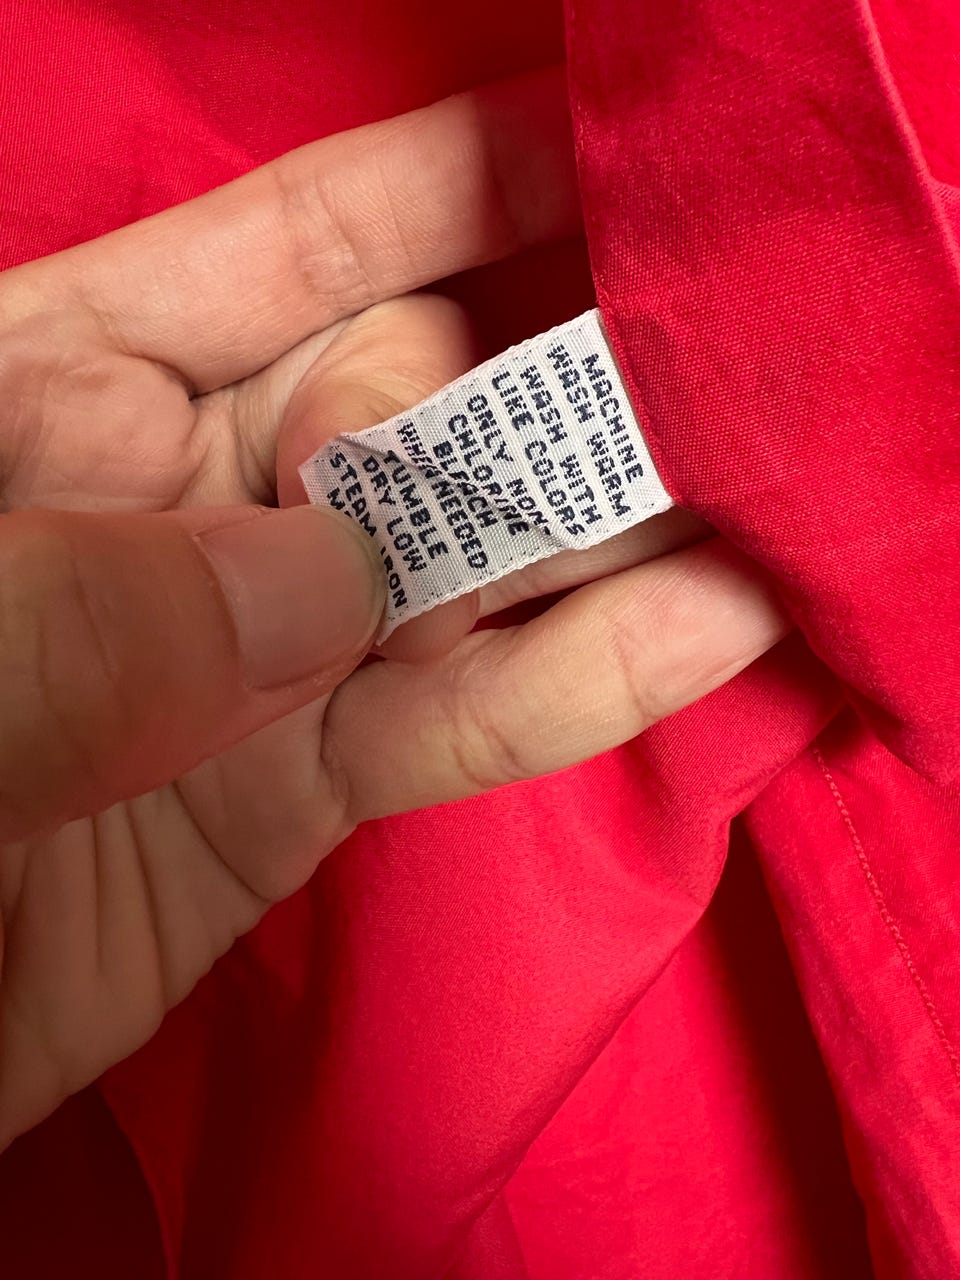 MACHINE
WASH WARM
WASH WITH
LIKE COLORS
ONLY NON-
CHLORINE
BLEACH
WHEN NEEDED
TUMBLE
DRY LOW
STEAM IRON